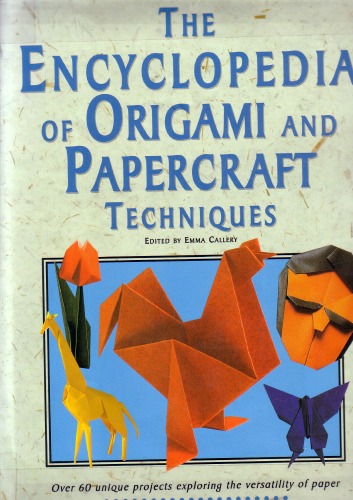 THE
ENCYCLOPEDIA
OF ORIGAMI AND
PAPERCRAFT
TECHNIQUES
EDITED BY EMMA CALLERY
Over 60 unique projects exploring the versatility of paper